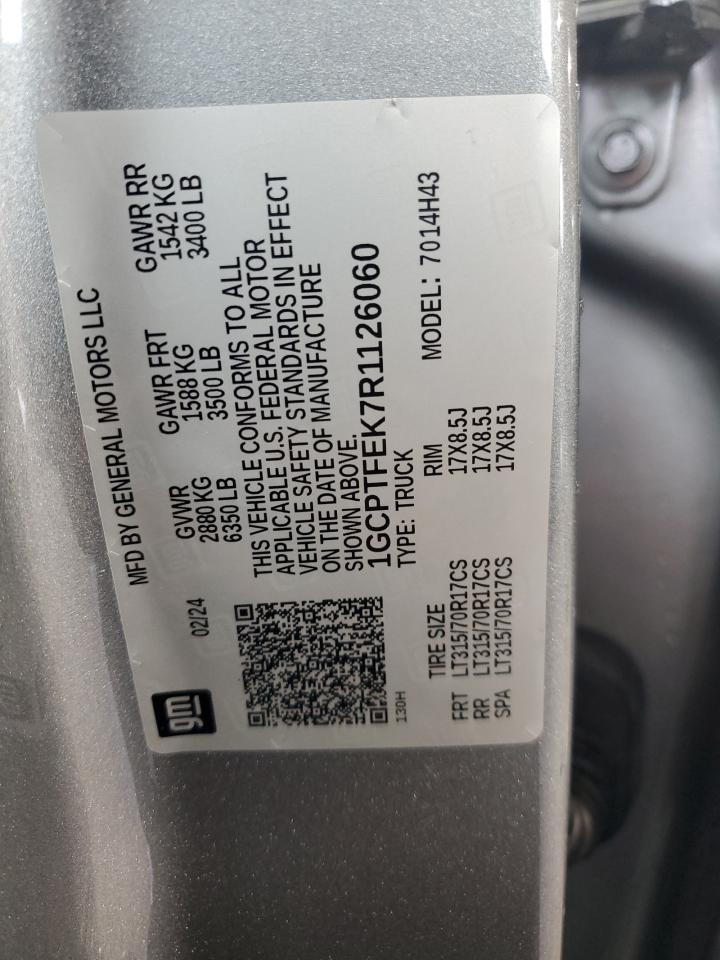 gm
MFD BY GENERAL MOTORS LLC
02/24
GVWR GAWR FRT GAWR RR
2880 KG 1588 KG 1542 KG
6350 LB 3500 LB 3400 LB
THIS VEHICLE CONFORMS TO ALL
APPLICABLE U.S. FEDERAL MOTOR
VEHICLE SAFETY STANDARDS IN EFFECT
ON THE DATE OF MANUFACTURE
SHOWN ABOVE.
1GCPTFEK7R1126060
TYPE: TRUCK
130H
MODEL: 7014H43
TIRE SIZE RIM
FRT LT315/70R17CS 17X8.5J
RR LT315/70R17CS 17X8.5J
SPA LT315/70R17CS 17X8.5J